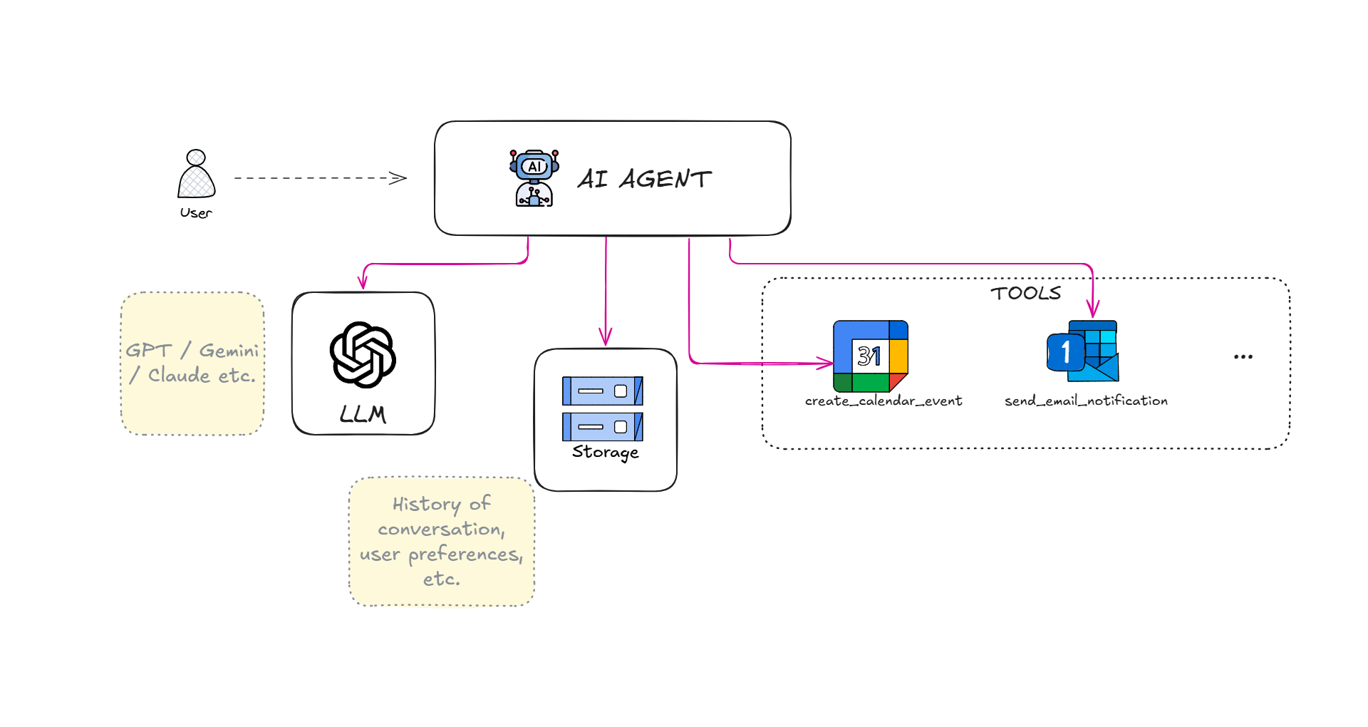 AI
AI AGENT
User
TOOLS
GPT / Gemini
/ Claude etc.
LLM
Storage
31
create_calendar_event
1
send_email_notification
...
History of
conversation,
user preferences,
etc.